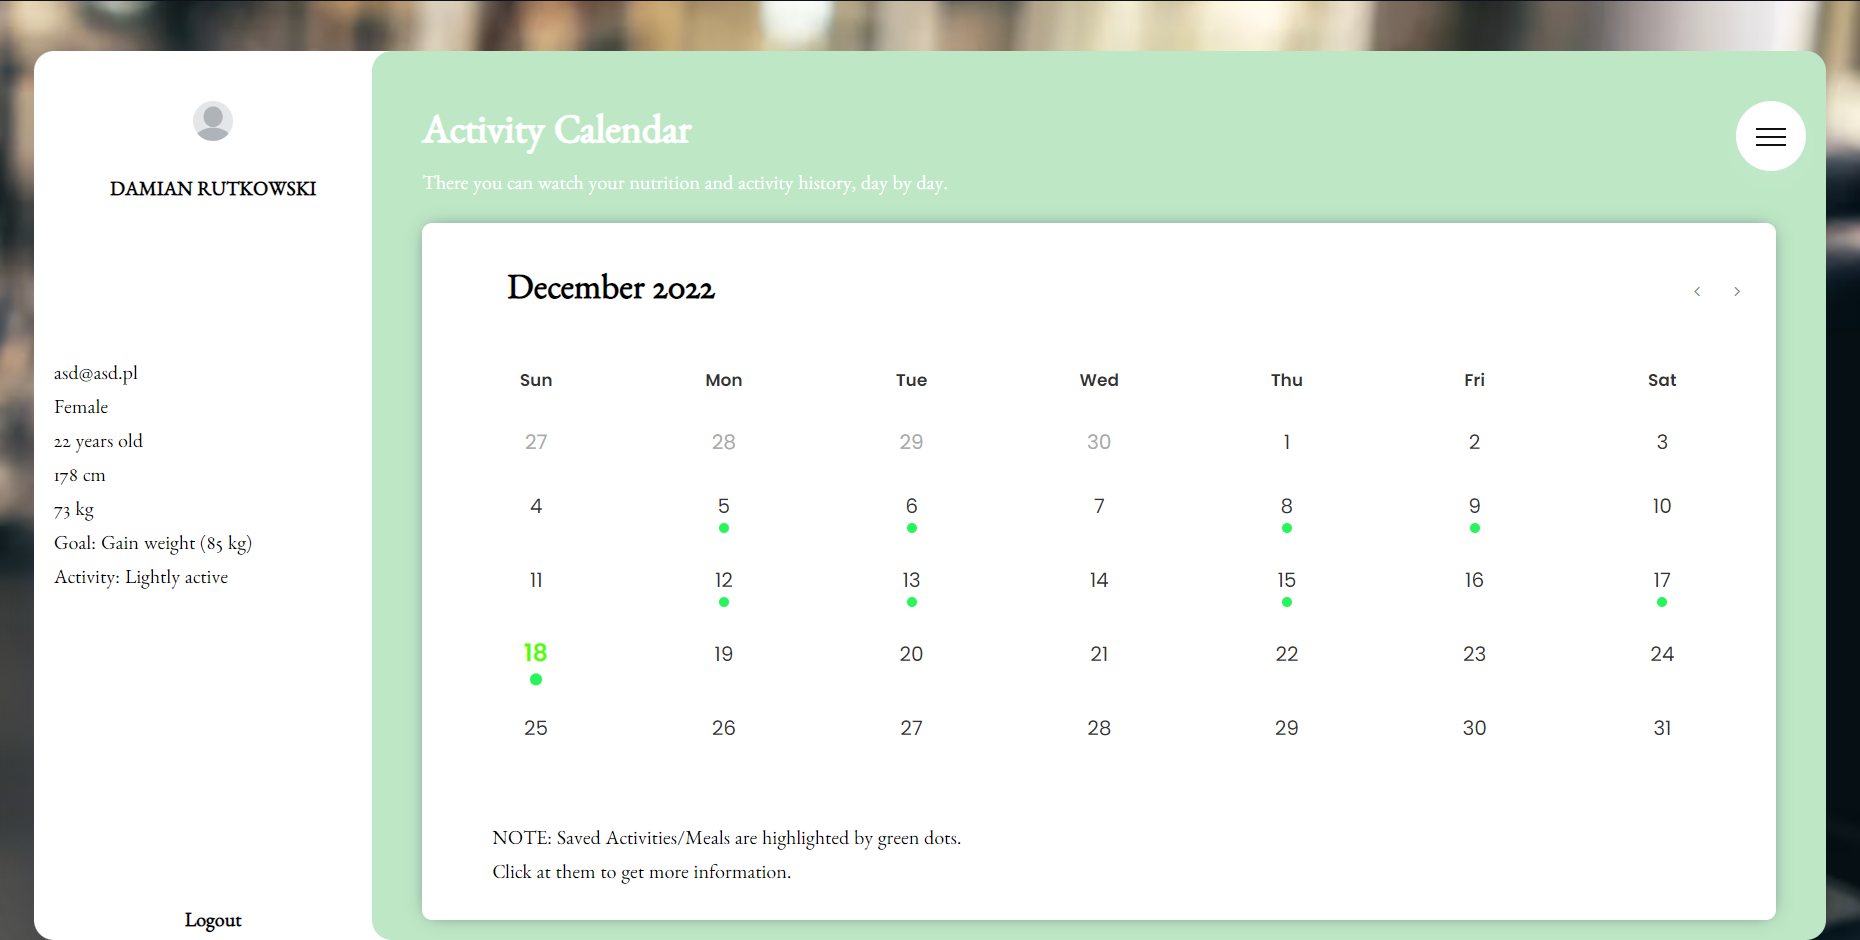 DAMIAN RUTKOWSKI
asd@asd.pl
Female
22 years old
178 cm
73 kg
Goal: Gain weight (85 kg)
Activity: Lightly active
Logout
Activity Calendar
There you can watch your nutrition and activity history, day by day.
December 2022
Sun Mon Tue Wed Thu Fri Sat
27 28 29 30 1 2 3
4 5 6 7 8 9 10
11 12 13 14 15 16 17
18 19 20 21 22 23 24
25 26 27 28 29 30 31
NOTE: Saved Activities/Meals are highlighted by green dots.
Click at them to get more information.